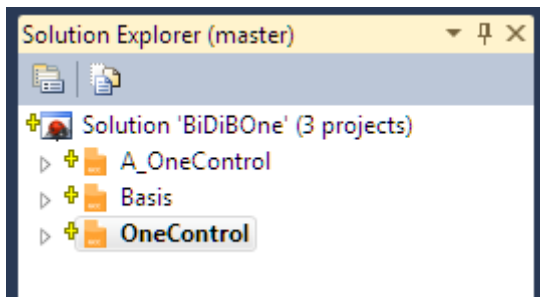 Solution Explorer (master)
Solution 'BiDiBOne' (3 projects)
A_OneControl
Basis
OneControl